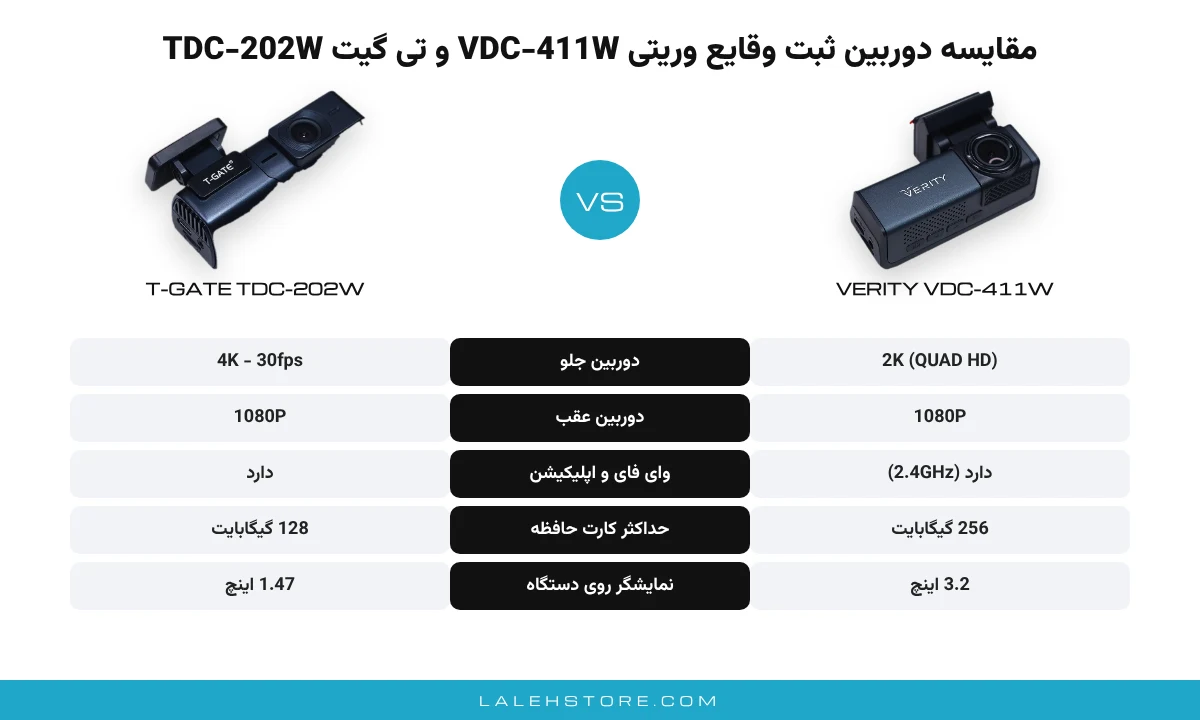 مقایسه دوربین ثبت وقایع وریتی VDC-411W و تی گیت TDC-202W
VERITY
T-GATE
VS
VERITY VDC-411W
T-GATE TDC-202W
2K (QUAD HD)
دوربین جلو
4K - 30fps
1080P
دوربین عقب
1080P
دارد (2.4GHz)
وای فای و اپلیکیشن
دارد
256 گیگابایت
حداکثر کارت حافظه
128 گیگابایت
3.2 اینچ
نمایشگر روی دستگاه
1.47 اینچ
LALEHSTORE.COM